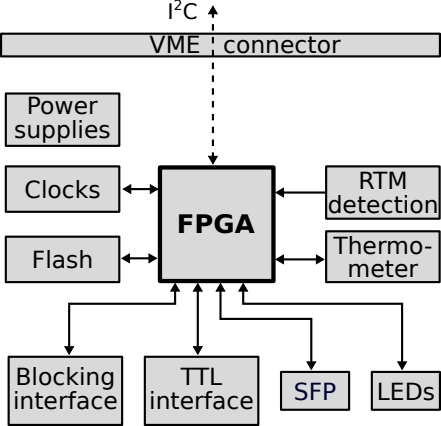 I²C
VME connector
Power
supplies
Clocks
FPGA
RTM
detection
Flash
Thermo-
meter
Blocking
interface
TTL
interface
SFP
LEDs